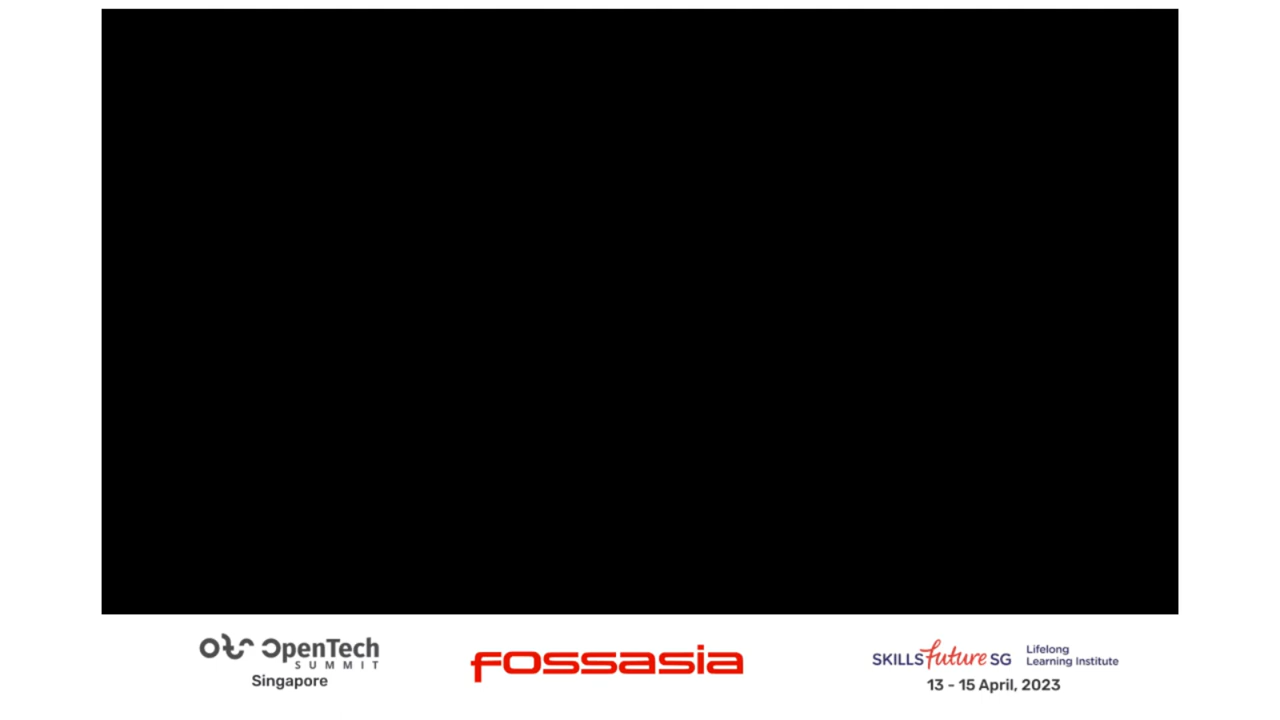 OpenTech
SUMMIT
Singapore
fossasia
SKILLSfuture SG
Lifelong
Learning Institute
13 - 15 April, 2023